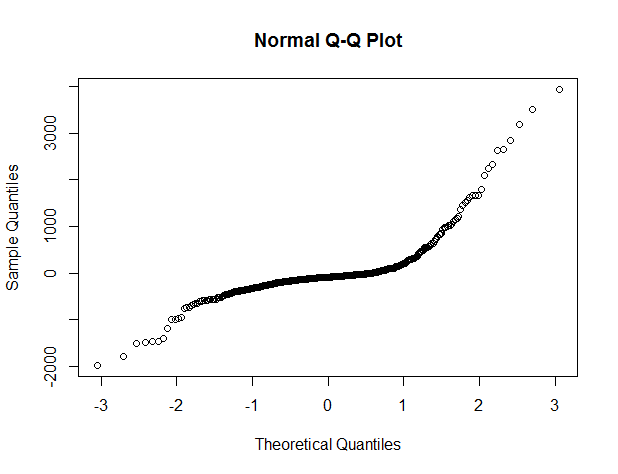 Normal Q-Q Plot
Sample Quantiles
3000
1000
0
-2000
-3 -2 -1 0 1 2 3
Theoretical Quantiles